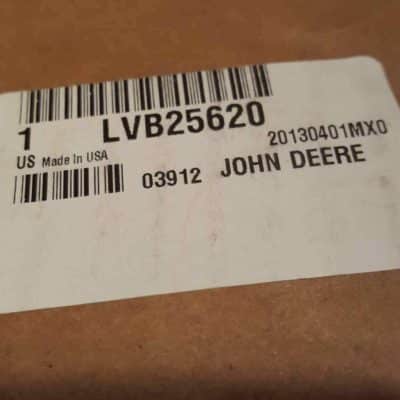 1 LVB25620
20130401MX0
US Made In USA
03912 JOHN DEERE